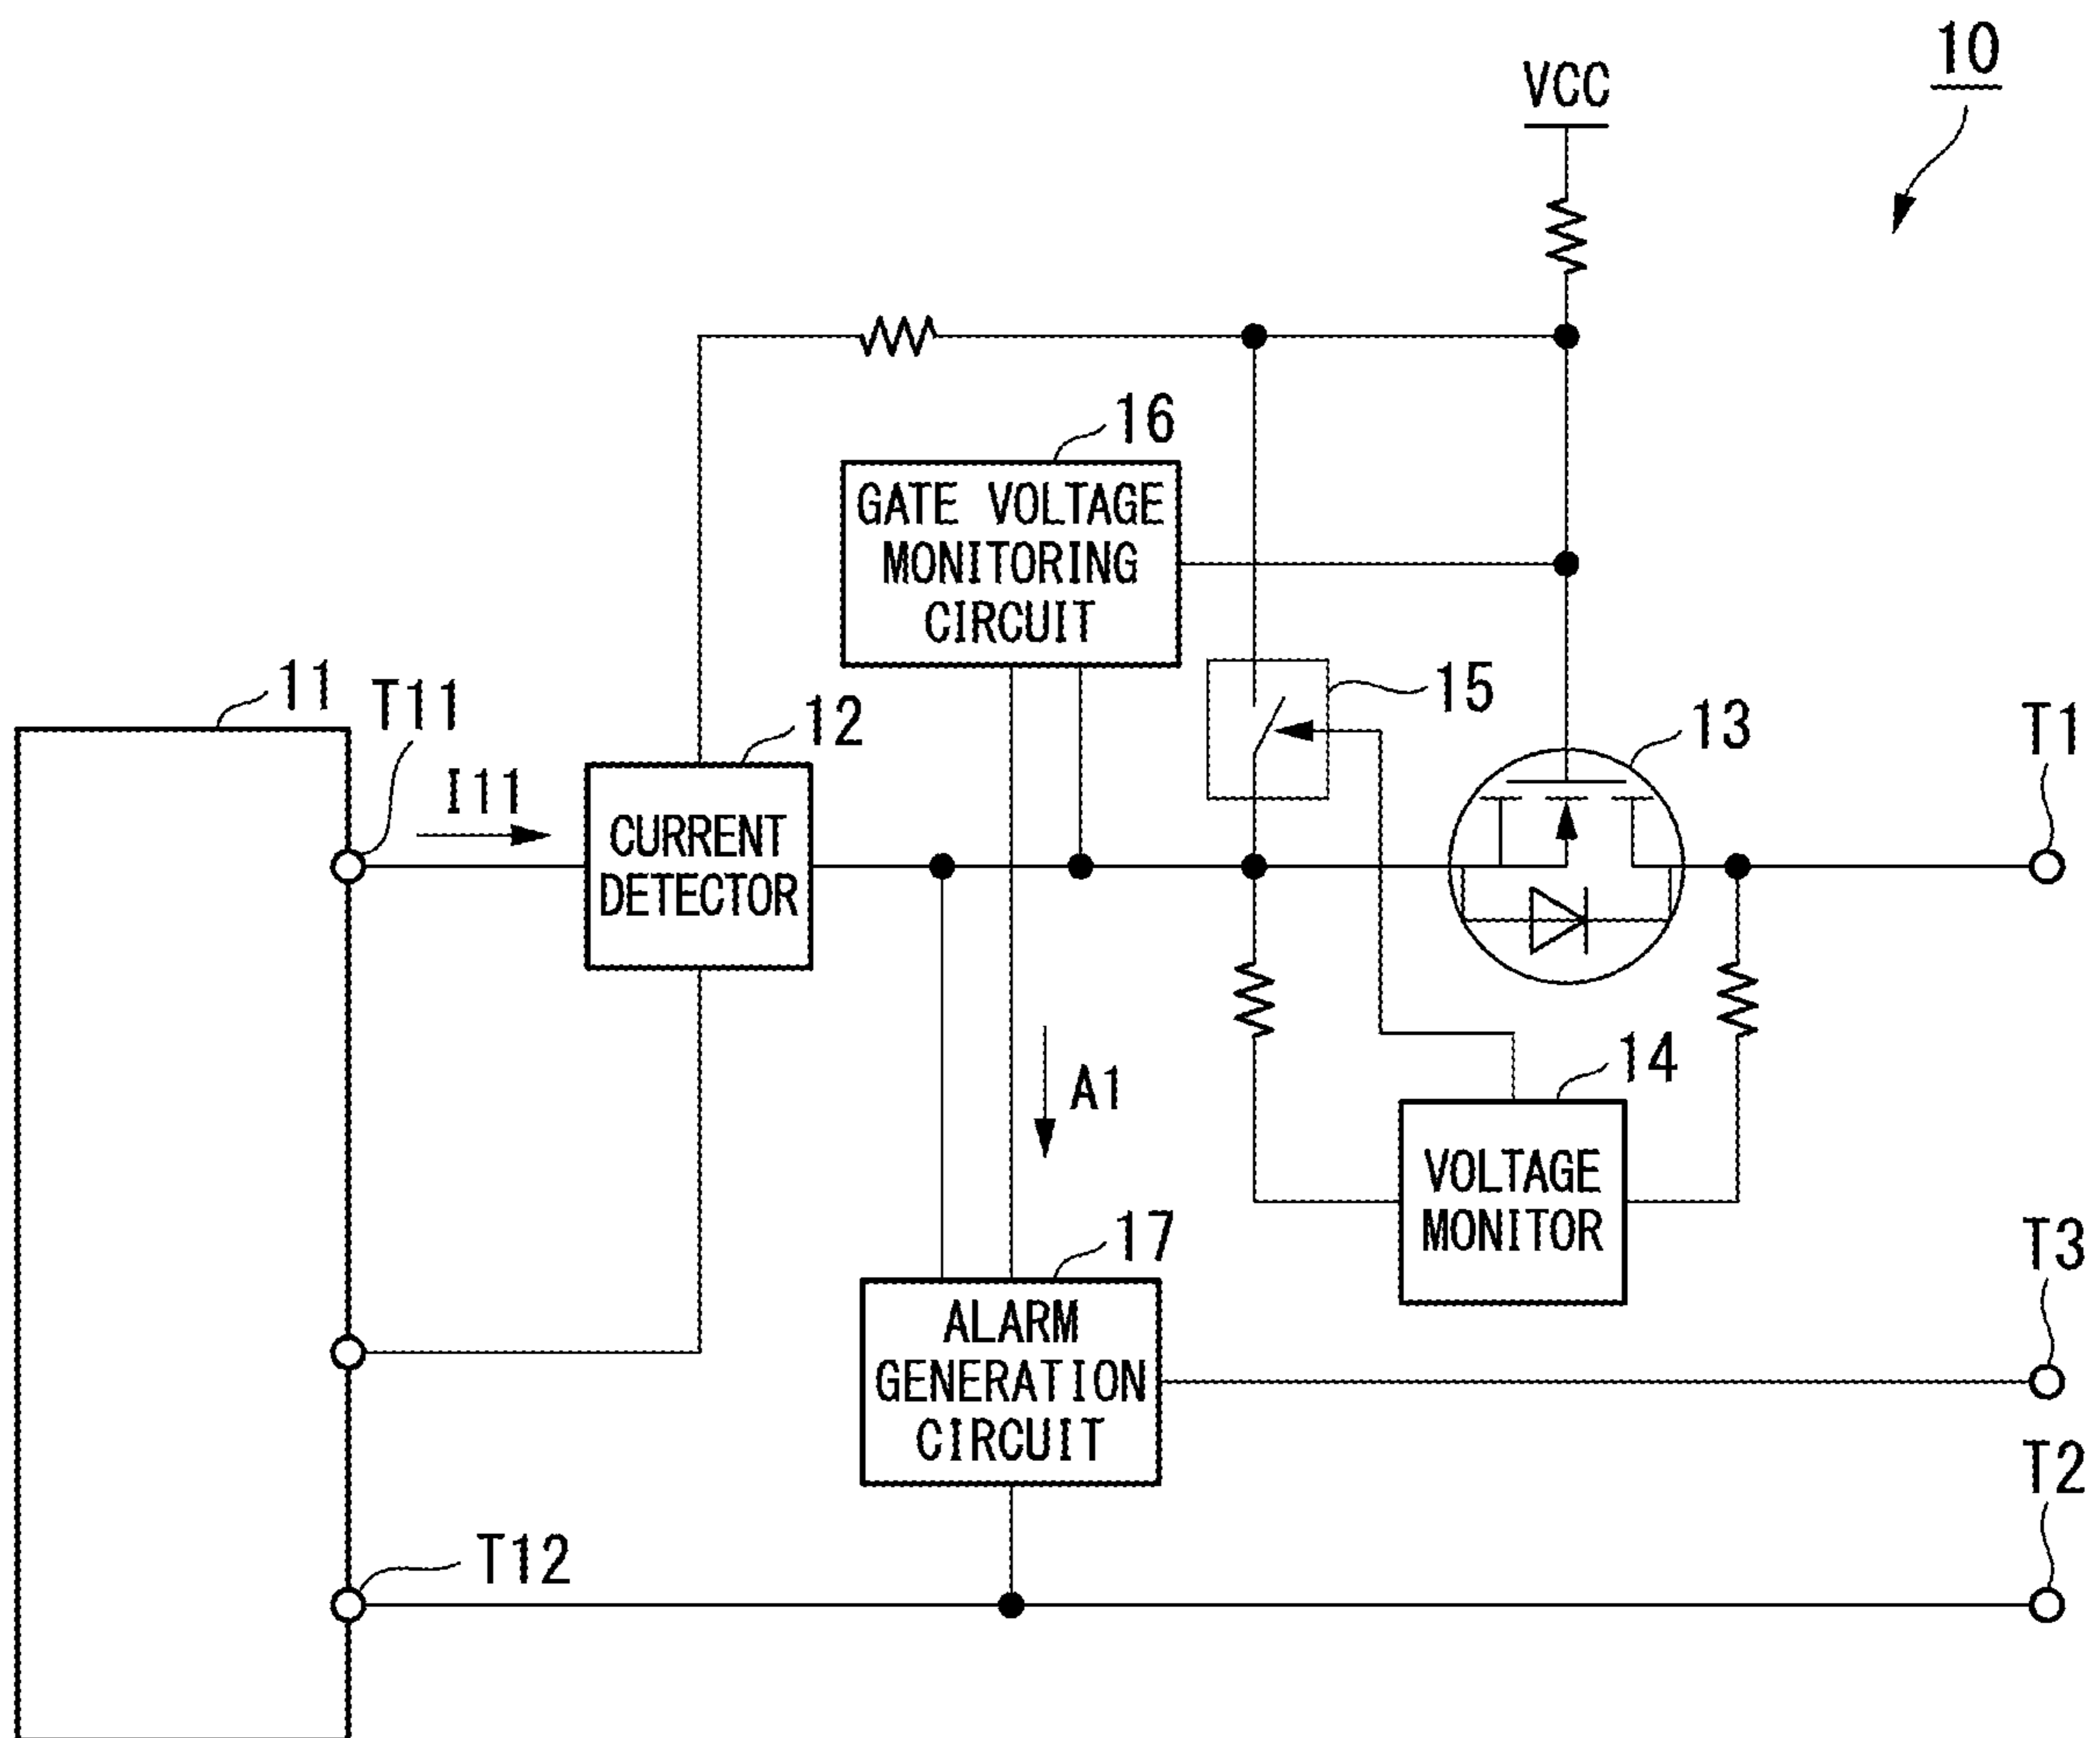 10
VCC
16
GATE VOLTAGE
MONITORING
CIRCUIT
11
T11
I11
12
CURRENT
DETECTOR
15
13
T1
A1
14
VOLTAGE
MONITOR
17
ALARM
GENERATION
CIRCUIT
T3
T2
T12